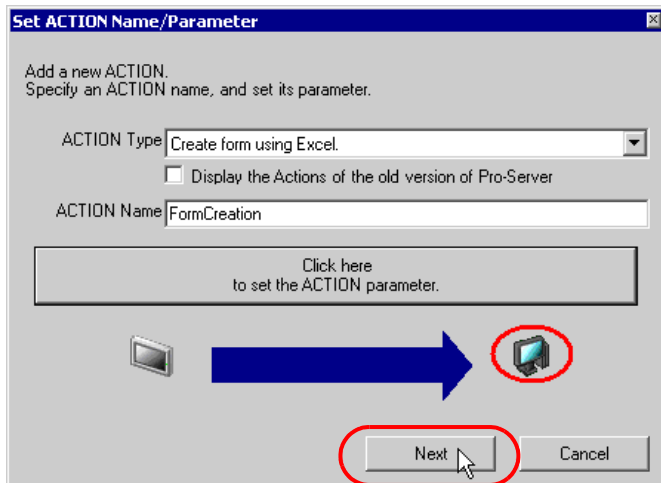 Set ACTION Name/Parameter
Add a new ACTION.
Specify an ACTION name, and set its parameter.
ACTION Type Create form using Excel.
Display the Actions of the old version of Pro-Server
ACTION Name FormCreation
Click here
to set the ACTION parameter.
Next Cancel